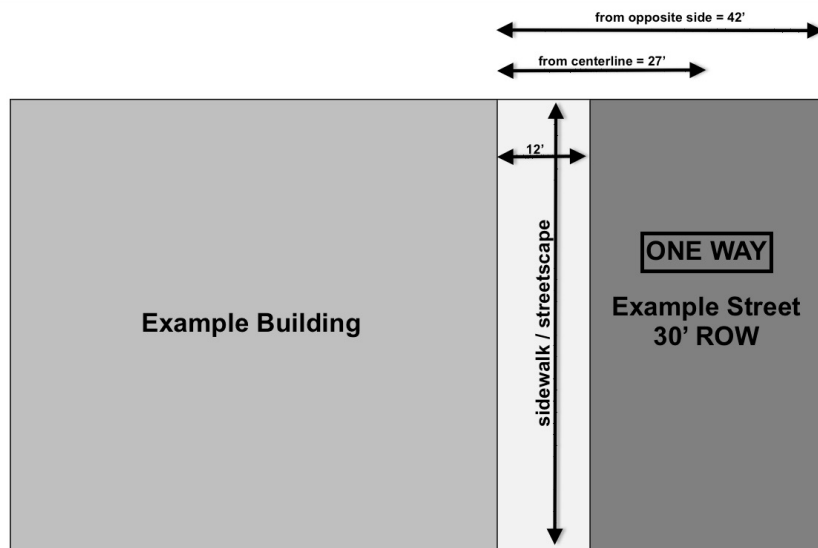 from opposite side = 42’
from centerline = 27’
12’
sidewalk / streetscape
ONE WAY
Example Building
Example Street
30’ ROW